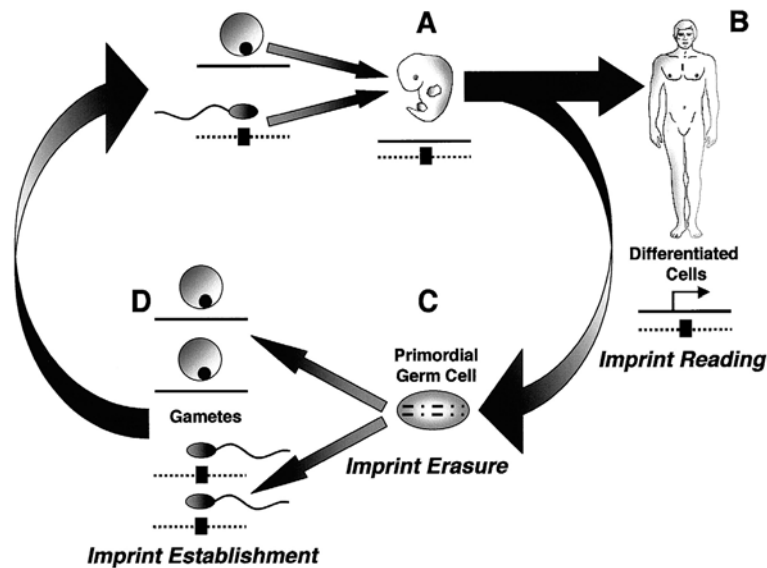 A
B
Differentiated
Cells
Imprint Reading
D
C
Primordial
Germ Cell
Gametes
Imprint Erasure
Imprint Establishment